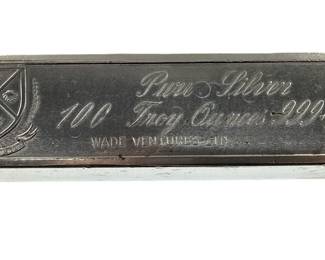 Pure Silver
100 Troy Ounces 999+
WADE VENTURES LTD